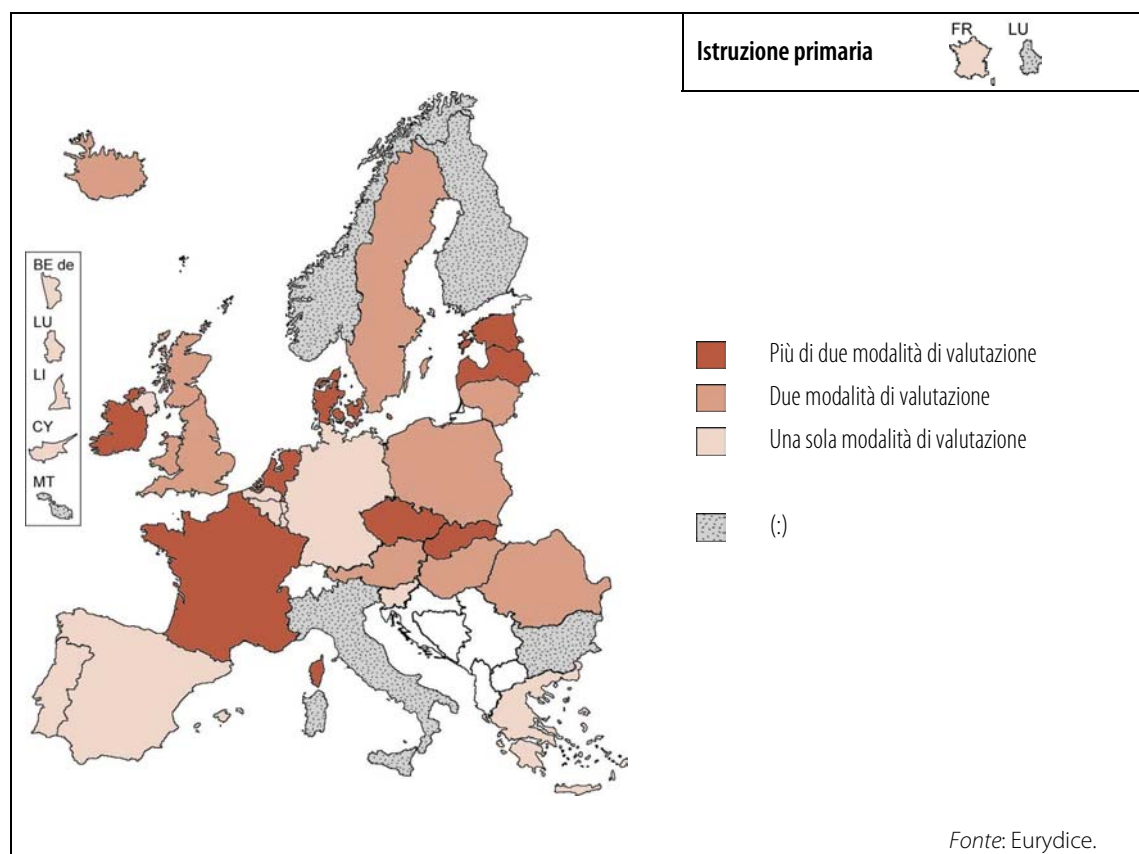 Istruzione primaria
FR LU
BE de
LU
LI
CY
MT
Più di due modalità di valutazione
Due modalità di valutazione
Una sola modalità di valutazione
(:)
Fonte: Eurydice.